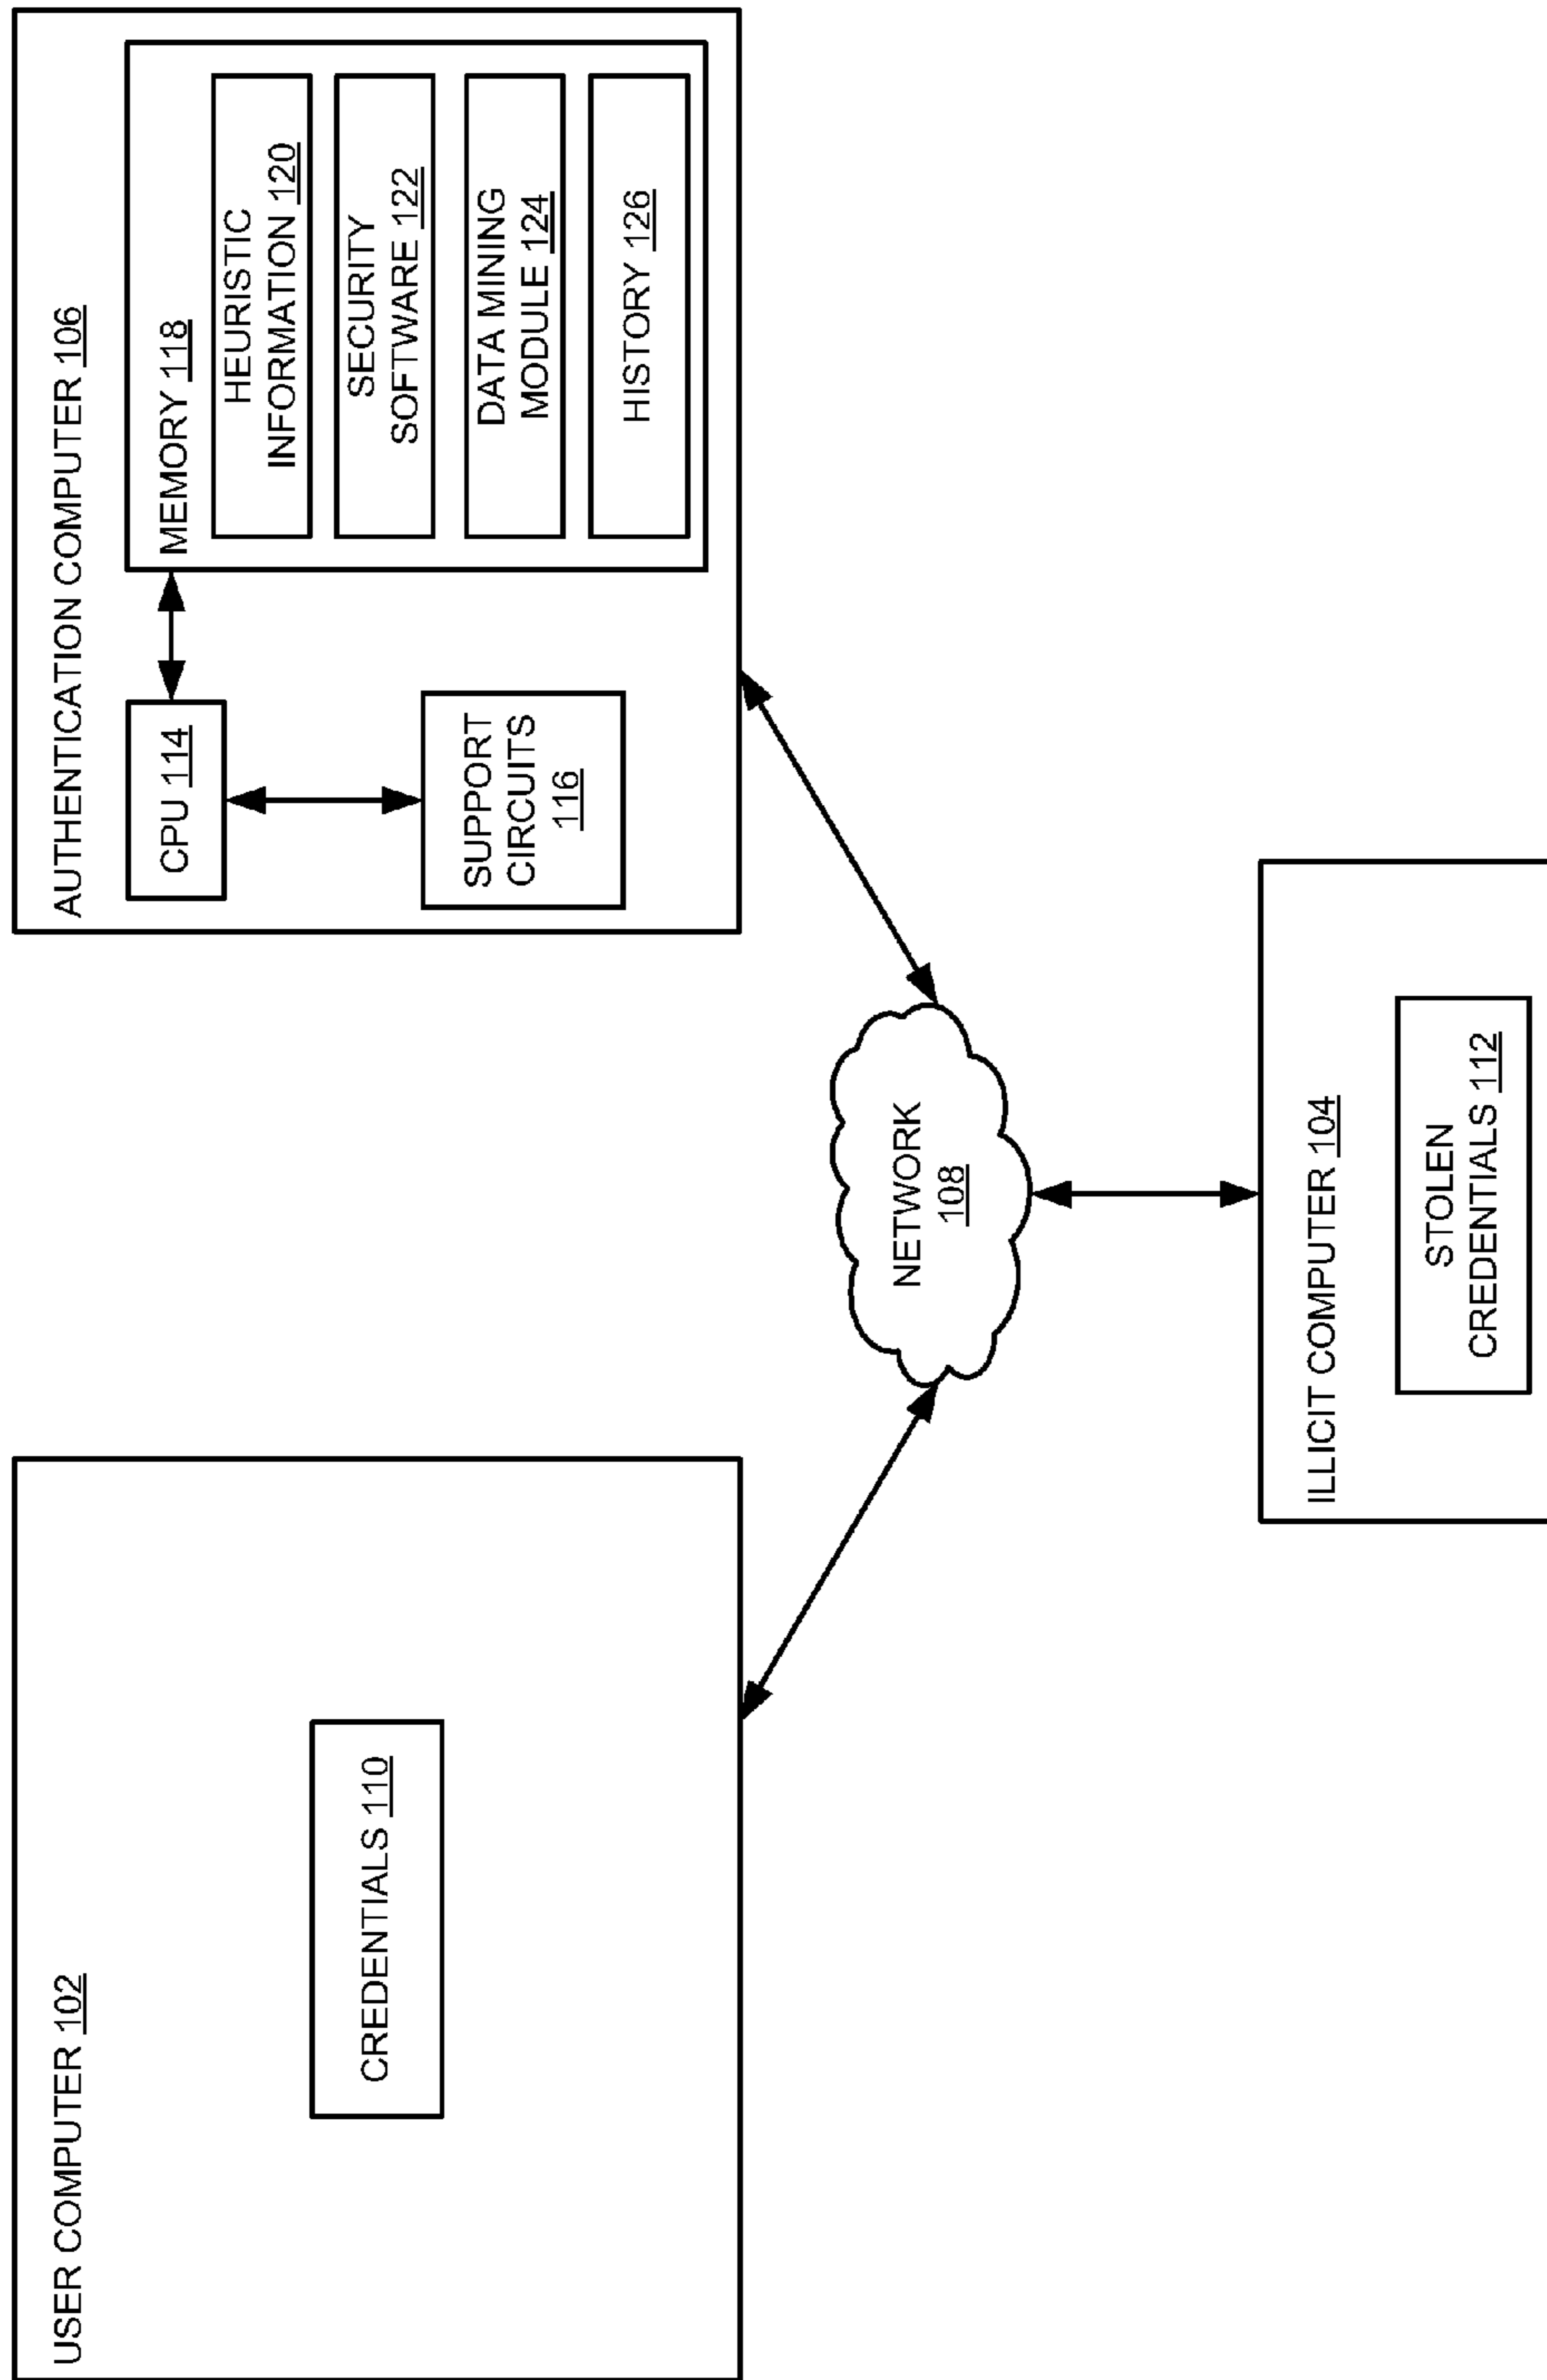 USER COMPUTER 102
CREDENTIALS 110
AUTHENTICATION COMPUTER 106
CPU 114
SUPPORT
CIRCUITS
116
MEMORY 118
HEURISTIC
INFORMATION 120
SECURITY
SOFTWARE 122
DATA MINING
MODULE 124
HISTORY 126
NETWORK
108
ILLICIT COMPUTER 104
STOLEN
CREDENTIALS 112